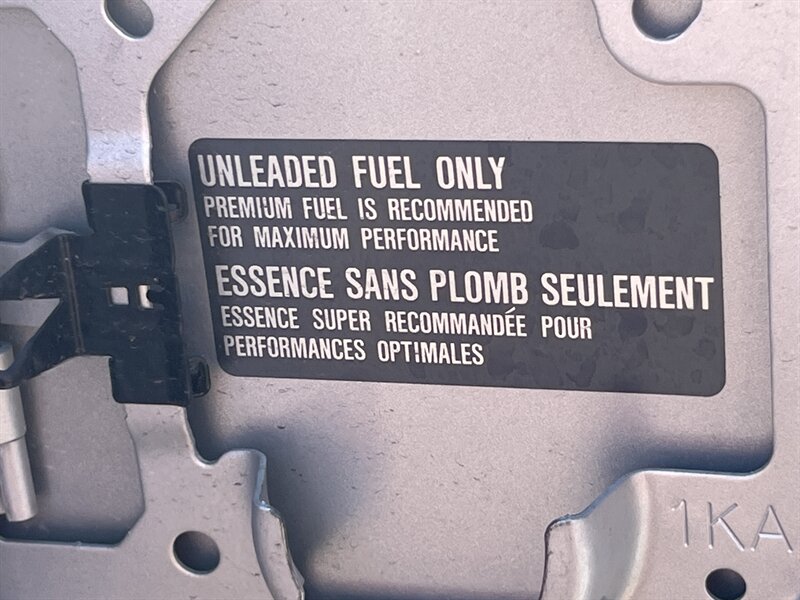 UNLEADED FUEL ONLY
PREMIUM FUEL IS RECOMMENDED
FOR MAXIMUM PERFORMANCE
ESSENCE SANS PLOMB SEULEMENT
ESSENCE SUPER RECOMMANDÉE POUR
PERFORMANCES OPTIMALES
1KA